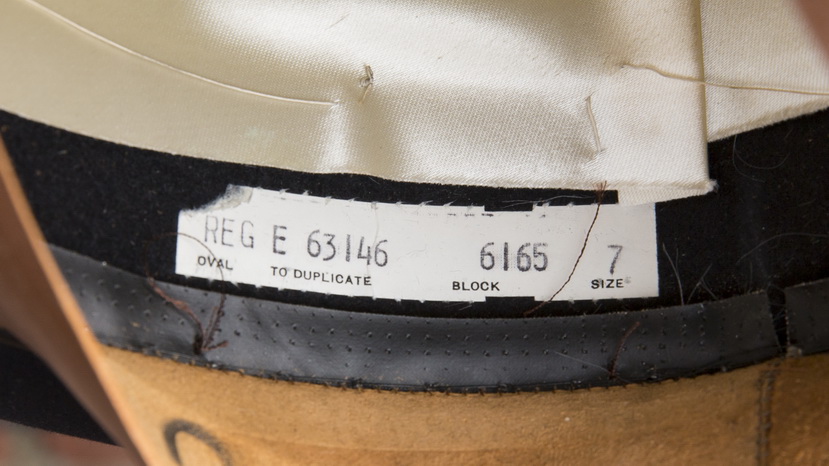 REG E 63146 6165 7
OVAL TO DUPLICATE BLOCK SIZE